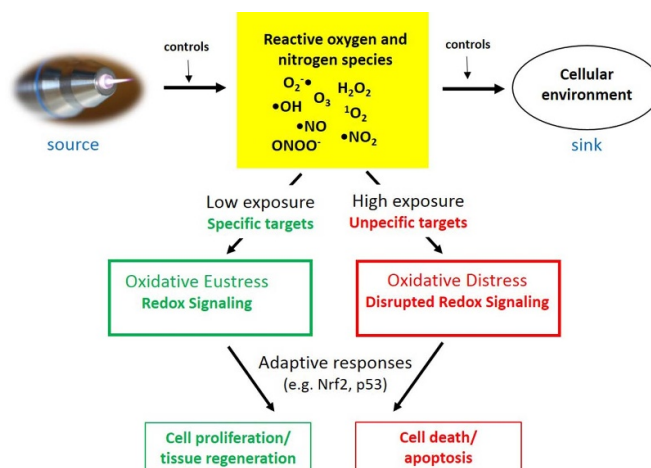 controls
Reactive oxygen and
nitrogen species
O₂⁻•
H₂O₂
O₃
•OH
¹O₂
•NO
•NO₂
ONOO⁻
controls
Cellular
environment
source
sink
Low exposure
Specific targets
High exposure
Unpecific targets
Oxidative Eustress
Redox Signaling
Oxidative Distress
Disrupted Redox Signaling
Adaptive responses
(e.g. Nrf2, p53)
Cell proliferation/
tissue regeneration
Cell death/
apoptosis